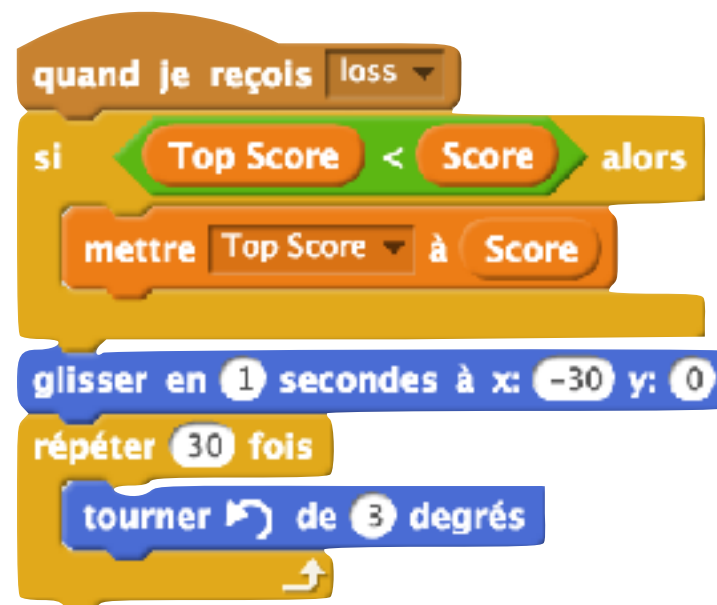 quand je reçois loss
si Top Score < Score alors
mettre Top Score à Score
glisser en 1 secondes à x: -30 y: 0
répéter 30 fois
tourner de 3 degrés